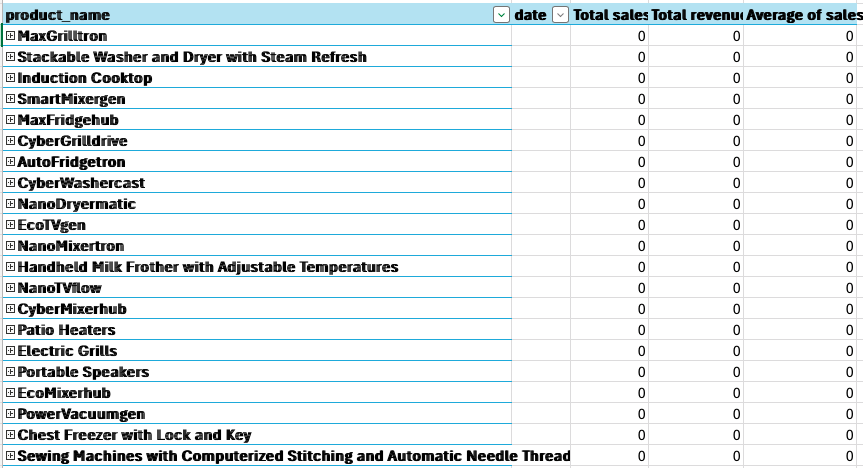 product_name date Total sales Total revenue Average of sales
MaxGrilltron 0 0 0
Stackable Washer and Dryer with Steam Refresh 0 0 0
Induction Cooktop 0 0 0
SmartMixergen 0 0 0
MaxFridgehub 0 0 0
CyberGrilldrive 0 0 0
AutoFridgetron 0 0 0
CyberWashercast 0 0 0
NanoDryermatic 0 0 0
EcoTVgen 0 0 0
NanoMixertron 0 0 0
Handheld Milk Frother with Adjustable Temperatures 0 0 0
NanoTVflow 0 0 0
CyberMixerhub 0 0 0
Patio Heaters 0 0 0
Electric Grills 0 0 0
Portable Speakers 0 0 0
EcoMixerhub 0 0 0
PowerVacuumgen 0 0 0
Chest Freezer with Lock and Key 0 0 0
Sewing Machines with Computerized Stitching and Automatic Needle Thread 0 0 0